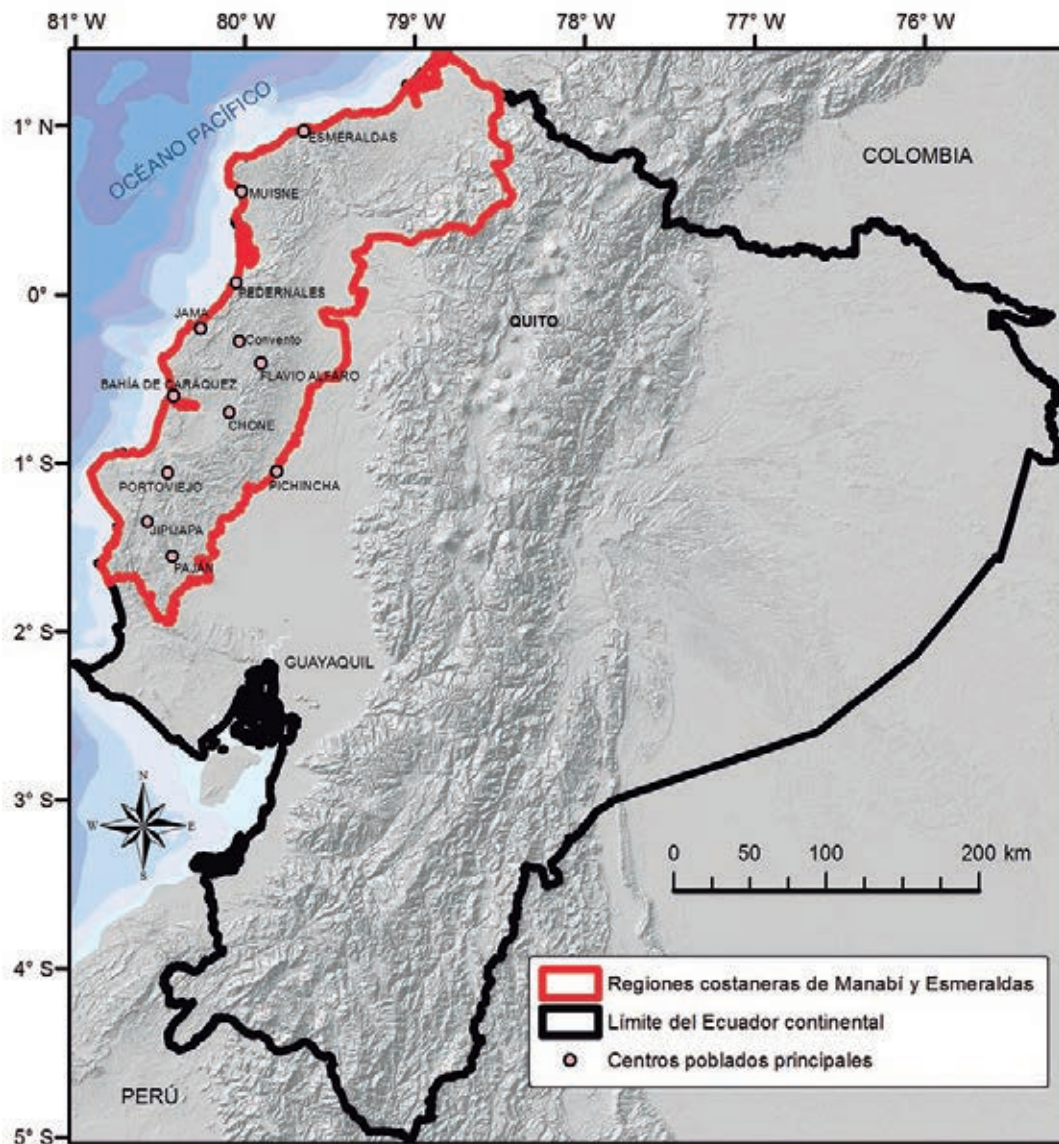 81° W
80° W
79° W
78° W
77° W
76° W
1° N
0°
1° S
2° S
3° S
4° S
5° S
OCÉANO PACÍFICO
COLOMBIA
ESMERALDAS
MUISNE
PEDERNALES
JAMA
Convento
QUITO
FLAVIO ALFARO
BAHÍA DE CARÁQUEZ
CHONE
PORTOVIEJO
PICHINCHA
JIPIJAPA
PAJÁN
GUAYAQUIL
N
W
E
S
0 50 100 200 km
Regiones costaneras de Manabí y Esmeraldas
Límite del Ecuador continental
Centros poblados principales
PERÚ